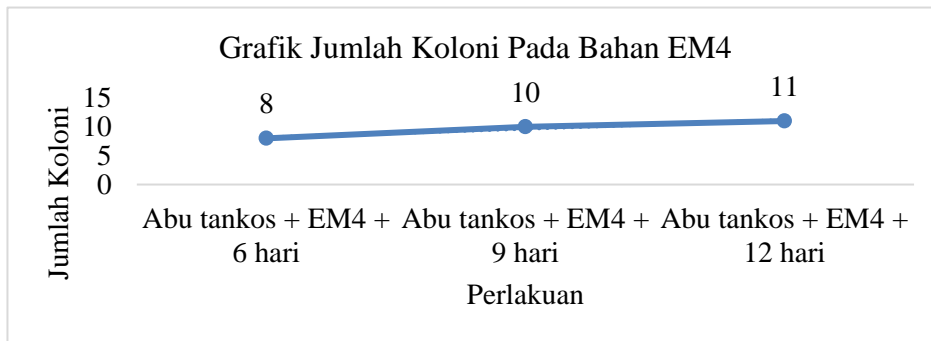 Grafik Jumlah Koloni Pada Bahan EM4
Jumlah Koloni
15
10
5
0
8
10
11
Abu tankos + EM4 +
6 hari
Abu tankos + EM4 +
9 hari
Abu tankos + EM4 +
12 hari
Perlakuan